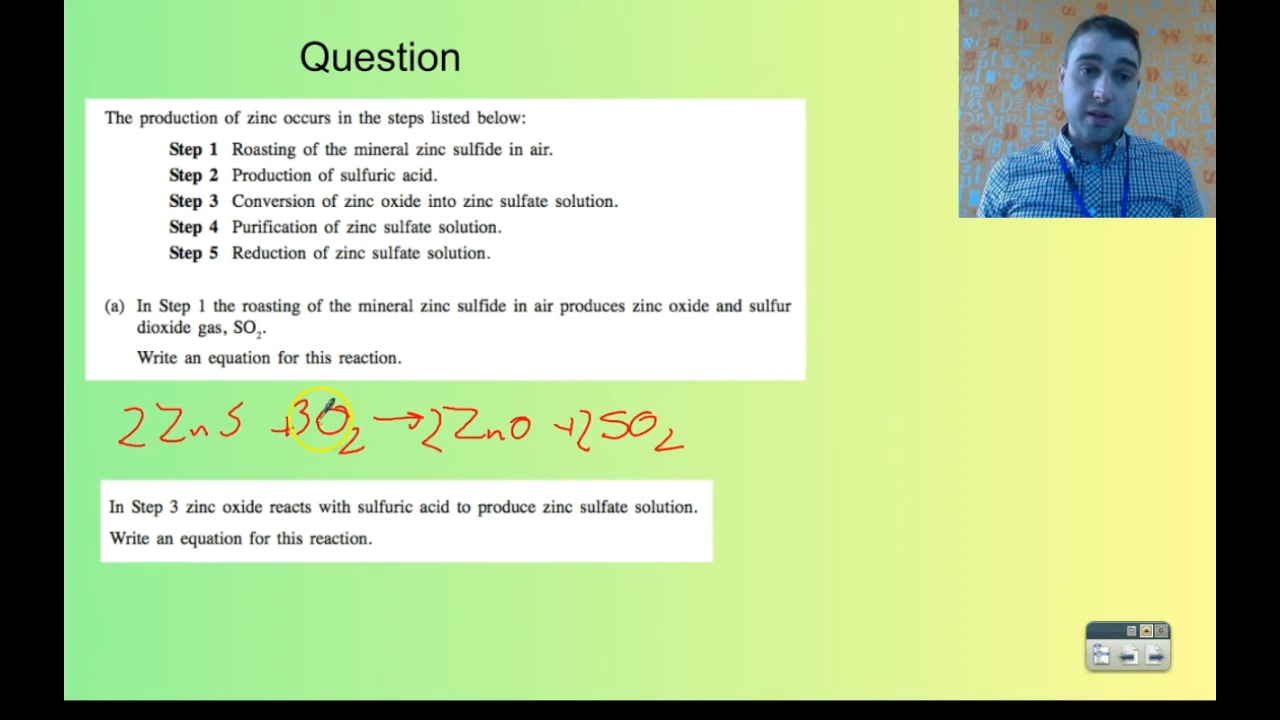 Question
The production of zinc occurs in the steps listed below:
Step 1 Roasting of the mineral zinc sulfide in air.
Step 2 Production of sulfuric acid.
Step 3 Conversion of zinc oxide into zinc sulfate solution.
Step 4 Purification of zinc sulfate solution.
Step 5 Reduction of zinc sulfate solution.
(a) In Step 1 the roasting of the mineral zinc sulfide in air produces zinc oxide and sulfur
dioxide gas, SO₂.
Write an equation for this reaction.
2ZnS +3O₂ → 2ZnO +2SO₂
In Step 3 zinc oxide reacts with sulfuric acid to produce zinc sulfate solution.
Write an equation for this reaction.